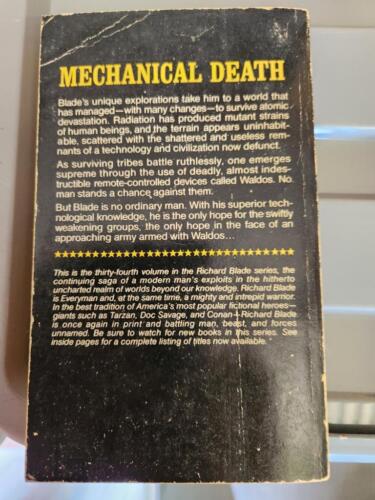 MECHANICAL DEATH
Blade's unique explorations take him to a world that
has managed—with many changes—to survive atomic
devastation. Radiation has produced mutant strains
of human beings, and the terrain appears uninhabit-
able, scattered with the shattered and useless rem-
nants of a technology and civilization now defunct.
As surviving tribes battle ruthlessly, one emerges
supreme through the use of deadly, almost indes-
tructible remote-controlled devices called Waldos. No
man stands a chance against them.
But Blade is no ordinary man. With his superior tech-
nological knowledge, he is the only hope for the swiftly
weakening groups, the only hope in the face of an
approaching army armed with Waldos...
This is the thirty-fourth volume in the Richard Blade series, the
continuing saga of a modern man's exploits in the hitherto
uncharted realm of worlds beyond our knowledge. Richard Blade
is Everyman and, at the same time, a mighty and intrepid warrior.
In the best tradition of America's most popular fictional heroes—
giants such as Tarzan, Doc Savage, and Conan—Richard Blade
is once again in print and battling man, beast, and forces
unnamed. Be sure to watch for new books in this series. See
inside pages for a complete listing of titles now available.